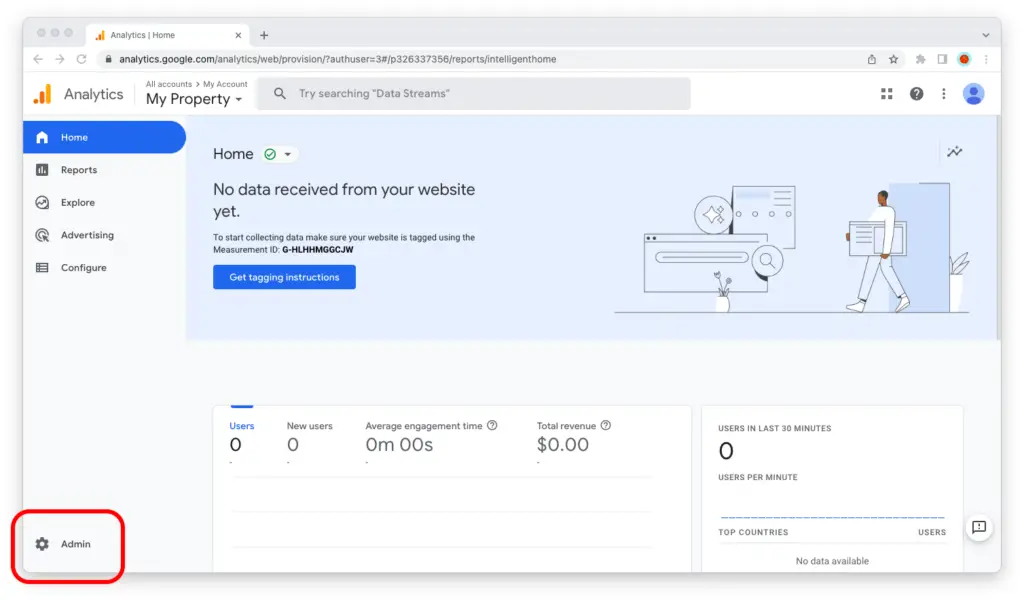 Analytics | Home
analytics.google.com/analytics/web/provision/?authuser=3#/p326337356/reports/intelligenthome
Analytics
All accounts > My Account
My Property
Try searching "Data Streams"
Home
Reports
Explore
Advertising
Configure
Admin
Home
No data received from your website
yet.
To start collecting data make sure your website is tagged using the
Measurement ID: G-HLHHMGGCJW
Get tagging instructions
Users
0
-
New users
0
-
Average engagement time
0m 00s
-
Total revenue
$0.00
-
USERS IN LAST 30 MINUTES
0
USERS PER MINUTE
TOP COUNTRIES USERS
No data available